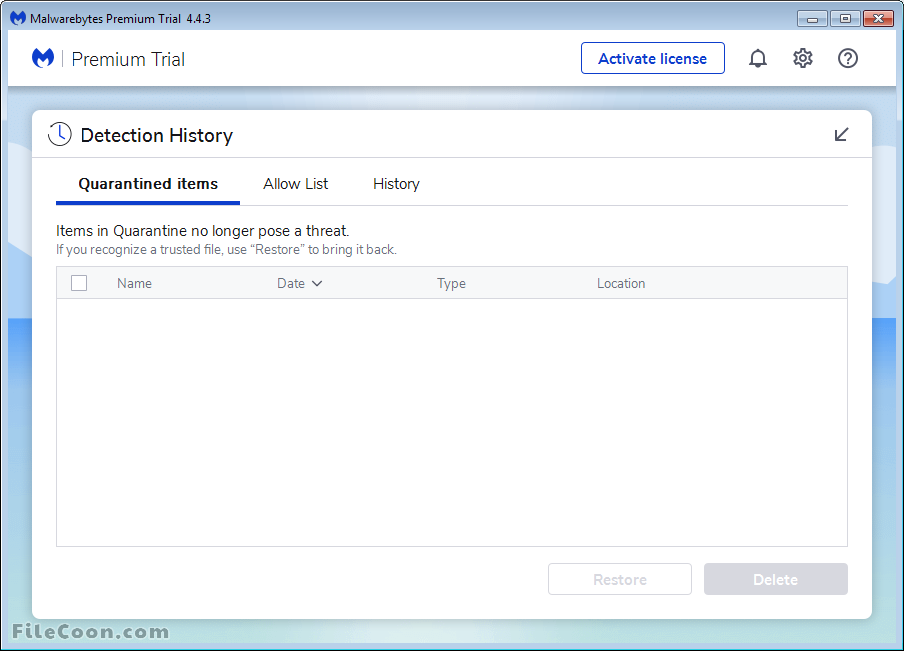 Malwarebytes Premium Trial 4.4.3
Premium Trial
Activate license
Detection History
Quarantined items Allow List History
Items in Quarantine no longer pose a threat.
If you recognize a trusted file, use “Restore” to bring it back.
Name Date Type Location
Restore Delete
FileCoon.com